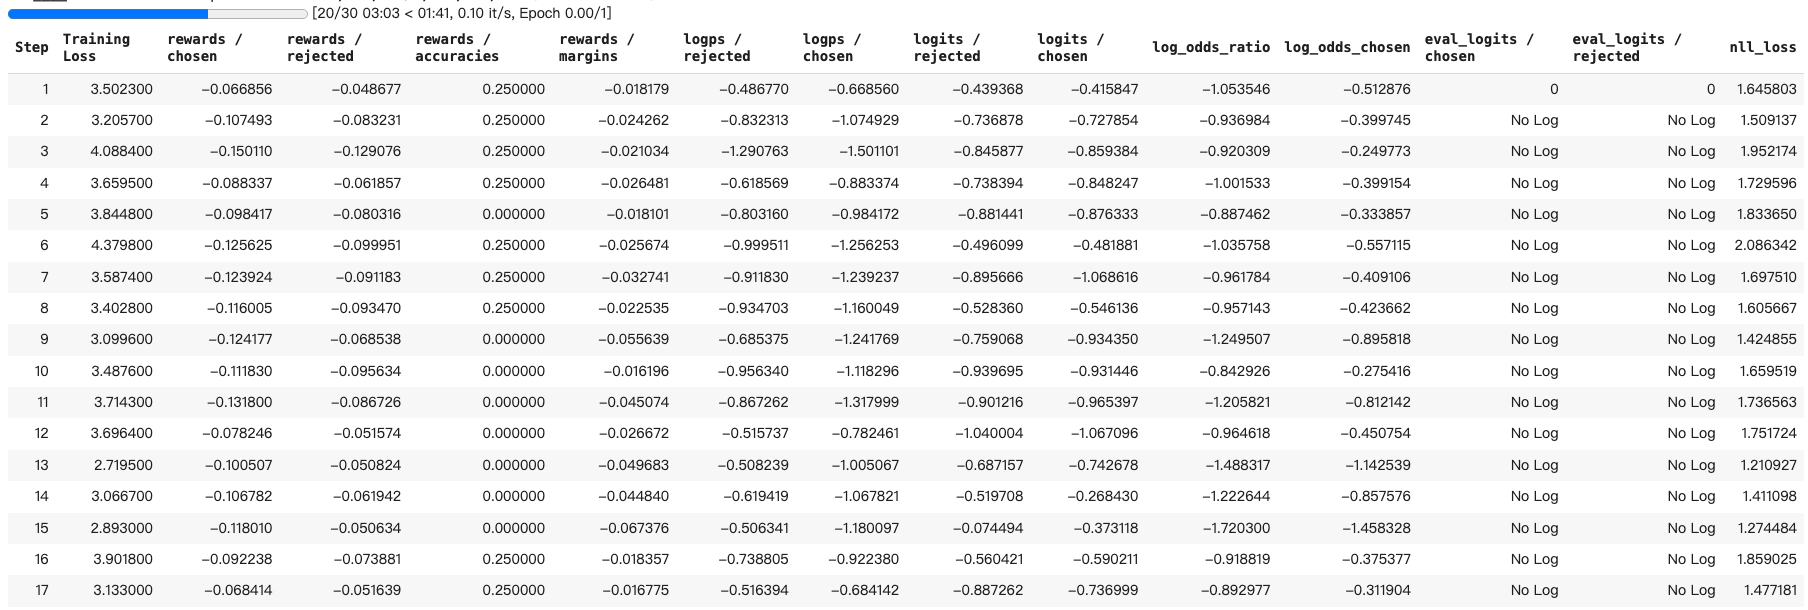 [20/30 03:03 < 01:41, 0.10 it/s, Epoch 0.00/1]
Step Training Loss rewards / chosen rewards / rejected rewards / accuracies rewards / margins logps / rejected logps / chosen logits / rejected logits / chosen log_odds_ratio log_odds_chosen eval_logits / chosen eval_logits / rejected nll_loss
1 3.502300 −0.066856 −0.048677 0.250000 −0.018179 −0.486770 −0.668560 −0.439368 −0.415847 −1.053546 −0.512876 0 0 1.645803
2 3.205700 −0.107493 −0.083231 0.250000 −0.024262 −0.832313 −1.074929 −0.736878 −0.727854 −0.936984 −0.399745 No Log No Log 1.509137
3 4.088400 −0.150110 −0.129076 0.250000 −0.021034 −1.290763 −1.501101 −0.845877 −0.859384 −0.920309 −0.249773 No Log No Log 1.952174
4 3.659500 −0.088337 −0.061857 0.250000 −0.026481 −0.618569 −0.883374 −0.738394 −0.848247 −1.001533 −0.399154 No Log No Log 1.729596
5 3.844800 −0.098417 −0.080316 0.000000 −0.018101 −0.803160 −0.984172 −0.881441 −0.876333 −0.887462 −0.333857 No Log No Log 1.833650
6 4.379800 −0.125625 −0.099951 0.250000 −0.025674 −0.999511 −1.256253 −0.496099 −0.481881 −1.035758 −0.557115 No Log No Log 2.086342
7 3.587400 −0.123924 −0.091183 0.250000 −0.032741 −0.911830 −1.239237 −0.895666 −1.068616 −0.961784 −0.409106 No Log No Log 1.697510
8 3.402800 −0.116005 −0.093470 0.250000 −0.022535 −0.934703 −1.160049 −0.528360 −0.546136 −0.957143 −0.423662 No Log No Log 1.605667
9 3.099600 −0.124177 −0.068538 0.000000 −0.055639 −0.685375 −1.241769 −0.759068 −0.934350 −1.249507 −0.895818 No Log No Log 1.424855
10 3.487600 −0.111830 −0.095634 0.000000 −0.016196 −0.956340 −1.118296 −0.939695 −0.931446 −0.842926 −0.275416 No Log No Log 1.659519
11 3.714300 −0.131800 −0.086726 0.000000 −0.045074 −0.867262 −1.317999 −0.901216 −0.965397 −1.205821 −0.812142 No Log No Log 1.736563
12 3.696400 −0.078246 −0.051574 0.000000 −0.026672 −0.515737 −0.782461 −1.040004 −1.067096 −0.964618 −0.450754 No Log No Log 1.751724
13 2.719500 −0.100507 −0.050824 0.000000 −0.049683 −0.508239 −1.005067 −0.687157 −0.742678 −1.488317 −1.142539 No Log No Log 1.210927
14 3.066700 −0.106782 −0.061942 0.000000 −0.044840 −0.619419 −1.067821 −0.519708 −0.268430 −1.222644 −0.857576 No Log No Log 1.411098
15 2.893000 −0.118010 −0.050634 0.000000 −0.067376 −0.506341 −1.180097 −0.074494 −0.373118 −1.720300 −1.458328 No Log No Log 1.274484
16 3.901800 −0.092238 −0.073881 0.250000 −0.018357 −0.738805 −0.922380 −0.560421 −0.590211 −0.918819 −0.375377 No Log No Log 1.859025
17 3.133000 −0.068414 −0.051639 0.250000 −0.016775 −0.516394 −0.684142 −0.887262 −0.736999 −0.892977 −0.311904 No Log No Log 1.477181